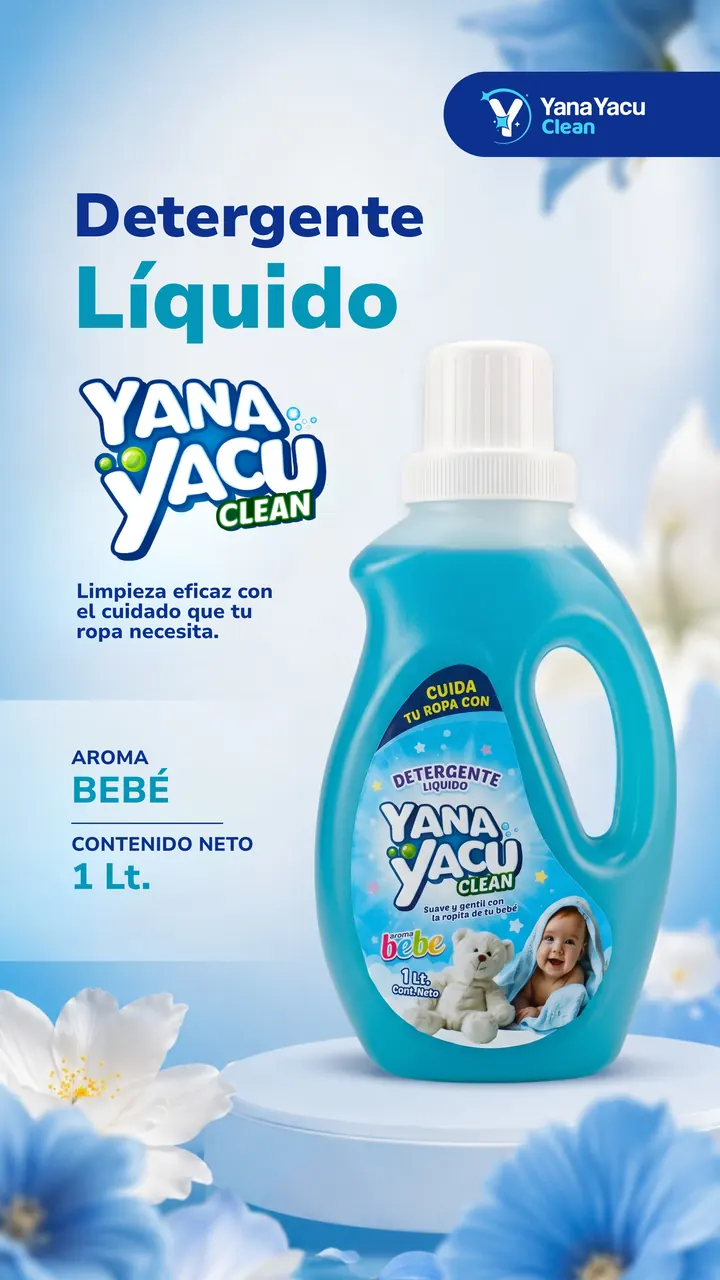 YanaYacu
Clean
Detergente
Líquido
YANA
YACU
CLEAN
Limpieza eficaz con
el cuidado que tu
ropa necesita.
AROMA
BEBÉ
CONTENIDO NETO
1 Lt.
CUIDA
TU ROPA CON
DETERGENTE
LIQUIDO
YANA
YACU
CLEAN
Suave y gentil con
la ropita de tu bebé
aroma
bebe
1 Lt.
Cont. Neto